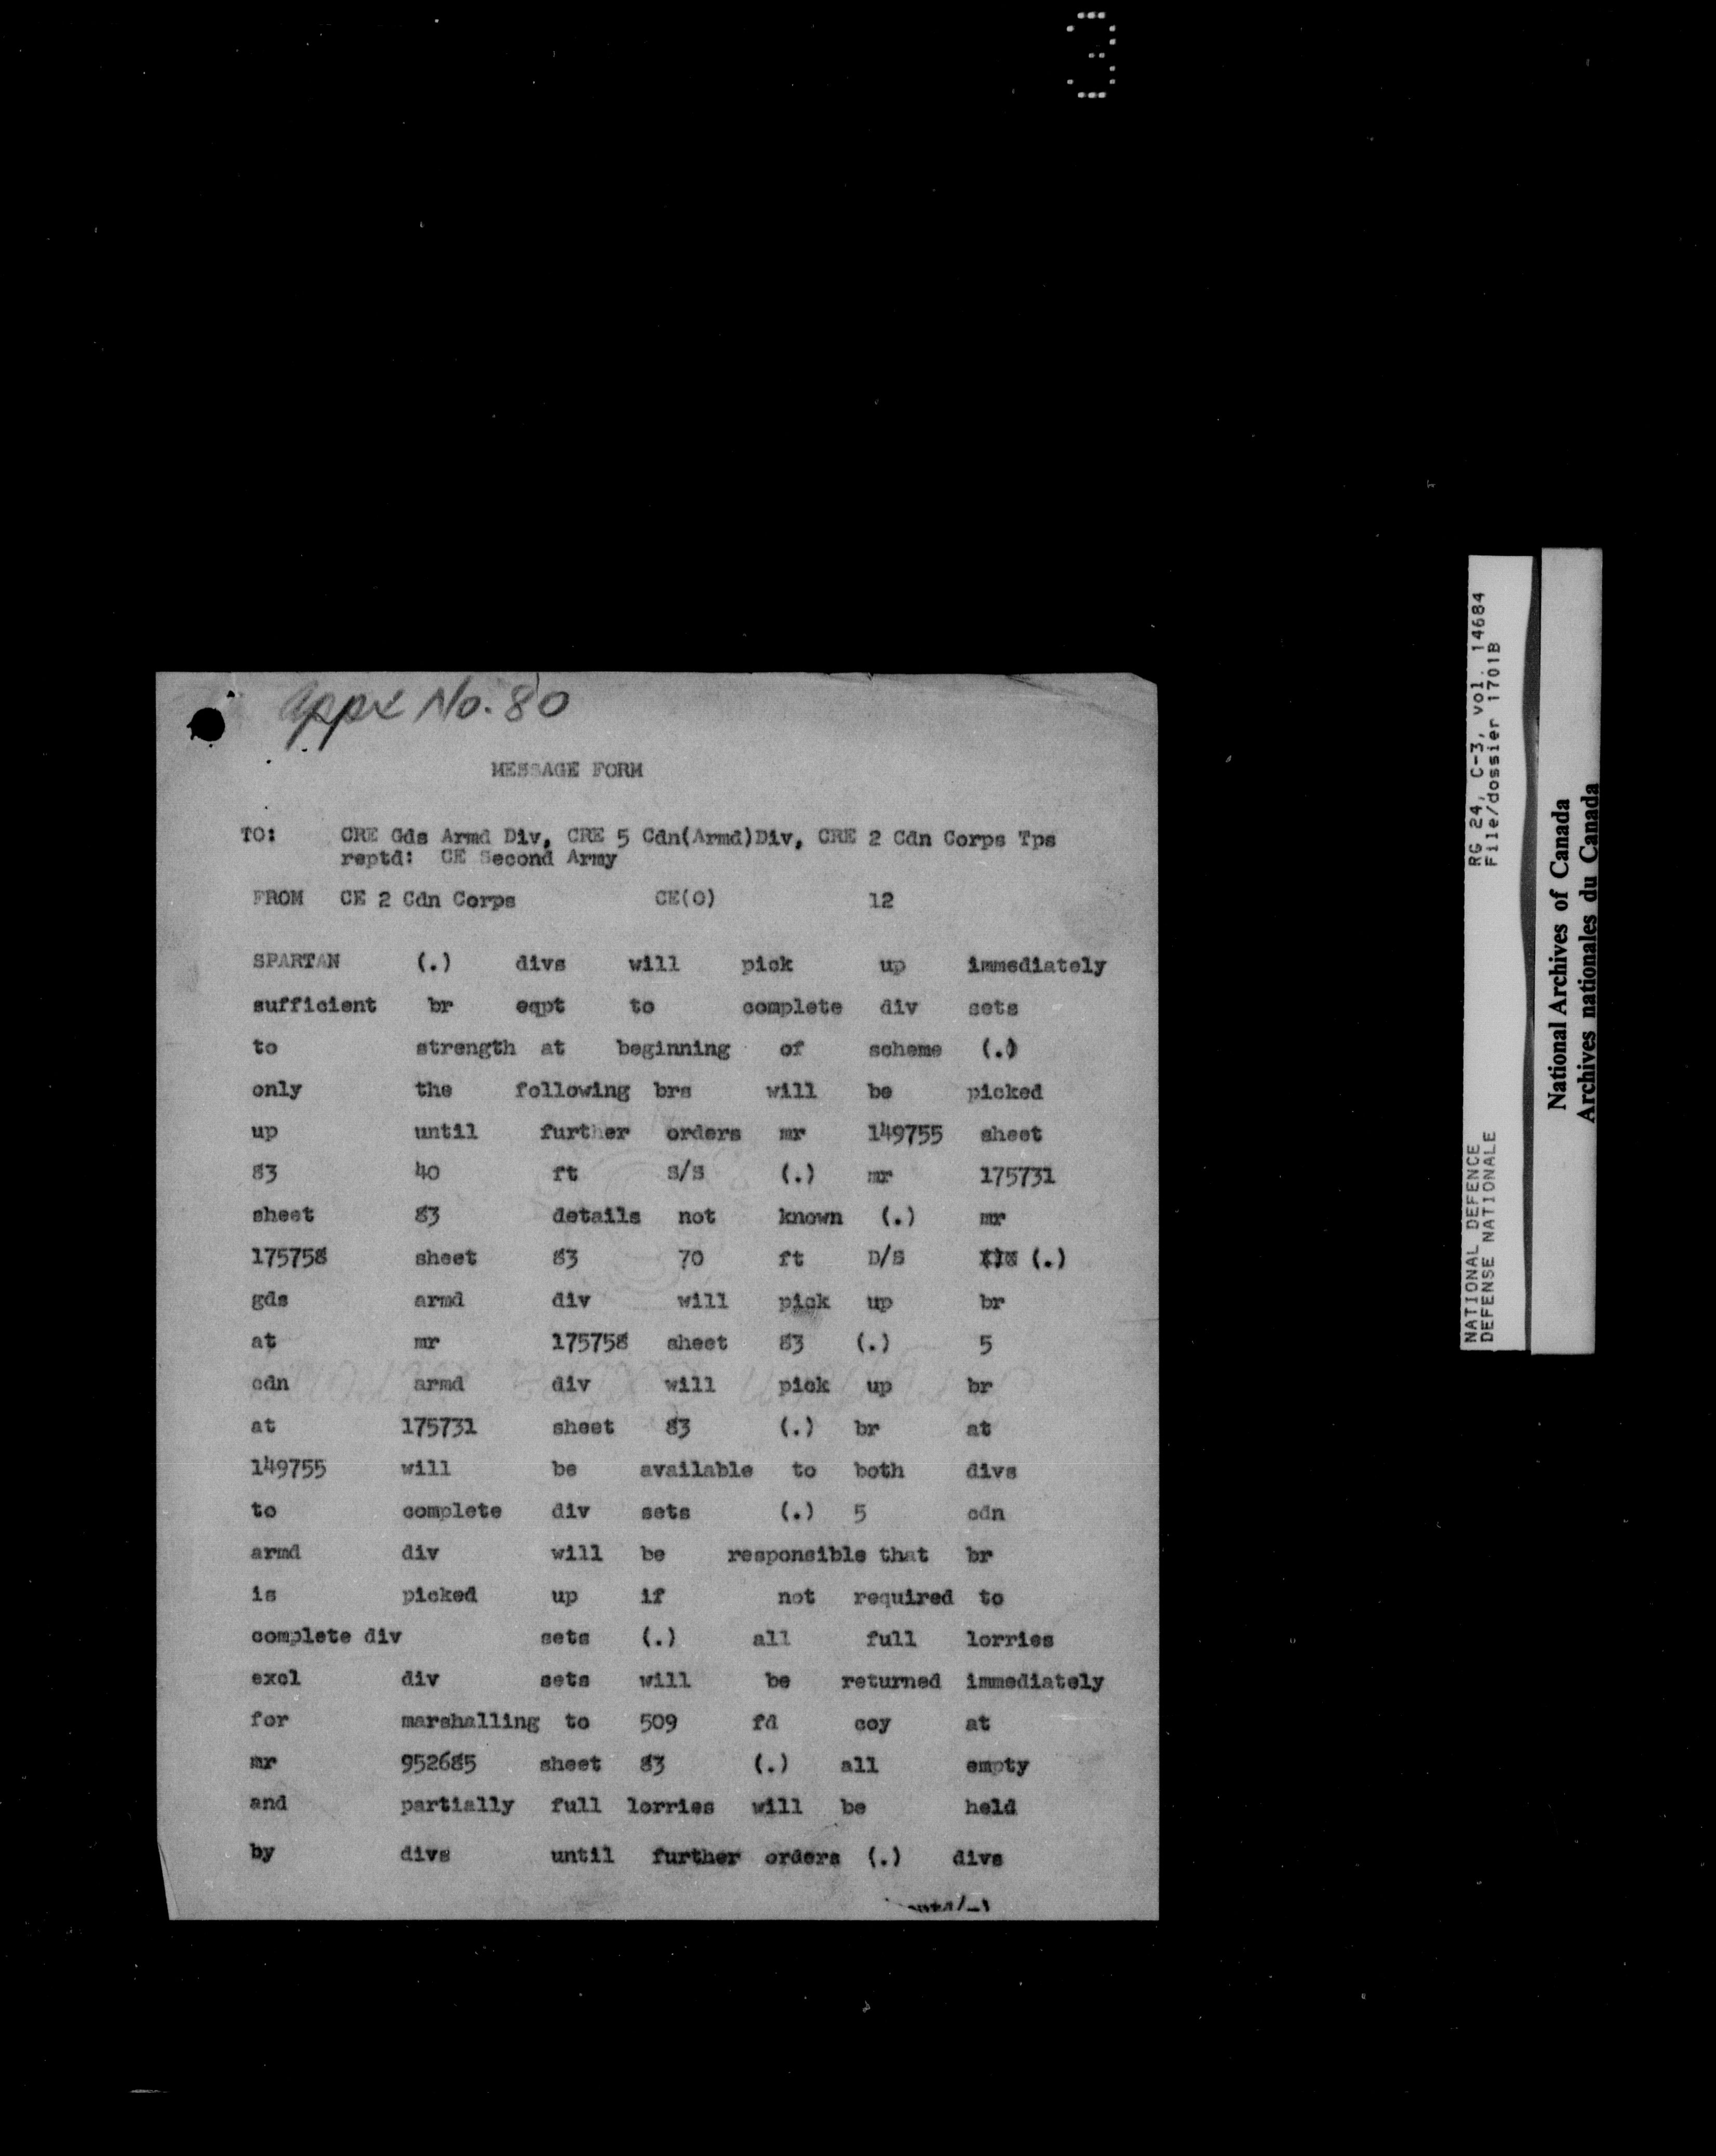 3
Appx No. 80
MESSAGE FORM
TO: CRE Gds Armd Div, CRE 5 Cdn(Armd)Div, CRE 2 Cdn Corps Tps
reptd: CE Second Army
FROM CE 2 Cdn Corps CE(O) 12
SPARTAN (.) divs will pick up immediately
sufficient br eqpt to complete div sets
to strength at beginning of scheme (.)
only the following brs will be picked
up until further orders mr 149755 sheet
83 40 ft S/S (.) mr 175731
sheet 83 details not known (.) mr
175758 sheet 83 70 ft D/S (.)
gds armd div will pick up br
at mr 175758 sheet 83 (.) 5
cdn armd div will pick up br
at 175731 sheet 83 (.) br at
149755 will be available to both divs
to complete div sets (.) 5 cdn
armd div will be responsible that br
is picked up if not required to
complete div sets (.) all full lorries
excl div sets will be returned immediately
for marshalling to 509 fd coy at
mr 952685 sheet 83 (.) all empty
and partially full lorries will be held
by divs until further orders (.) divs
RG 24, C-3, vol. 14684
File/dossier 1701B
NATIONAL DEFENCE
DEFENSE NATIONALE
National Archives of Canada
Archives nationales du Canada